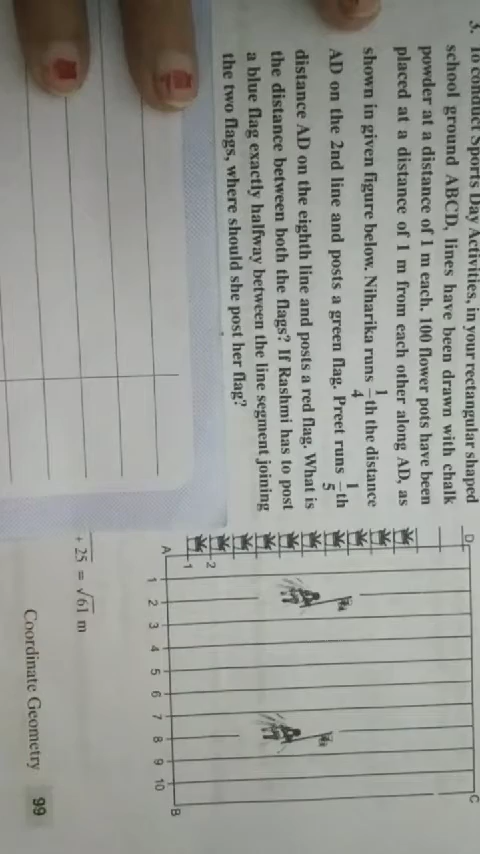 3. To conduct Sports Day Activities, in your rectangular shaped
school ground ABCD, lines have been drawn with chalk
powder at a distance of 1 m each. 100 flower pots have been
placed at a distance of 1 m from each other along AD, as
shown in given figure below. Niharika runs 1/4 th the distance
AD on the 2nd line and posts a green flag. Preet runs 1/5 th
distance AD on the eighth line and posts a red flag. What is
the distance between both the flags? If Rashmi has to post
a blue flag exactly halfway between the line segment joining
the two flags, where should she post her flag?
D C
2
1
A B
1 2 3 4 5 6 7 8 9 10
+ 25 = √61 m
Coordinate Geometry 99